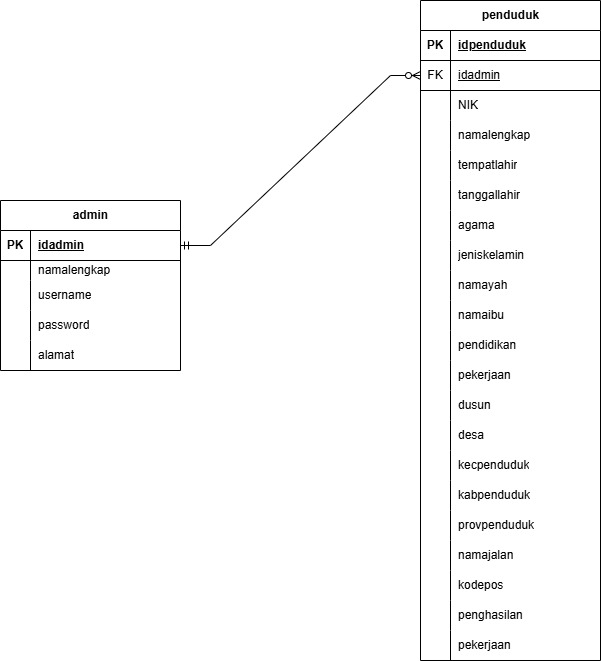 penduduk
PK idpenduduk
FK idadmin
NIK
namalengkap
tempatlahir
tanggallahir
agama
jeniskelamin
namayah
namaibu
pendidikan
pekerjaan
dusun
desa
kecpenduduk
kabpenduduk
provpenduduk
namajalan
kodepos
penghasilan
pekerjaan
admin
PK idadmin
namalengkap
username
password
alamat